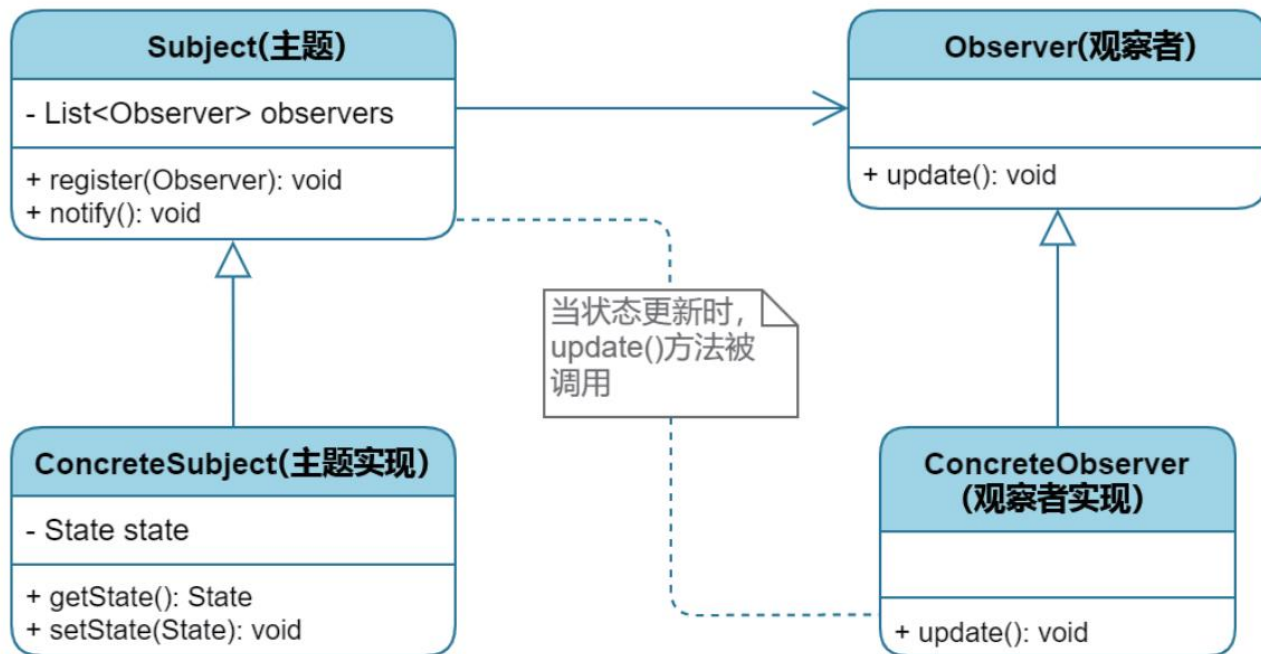 Subject(主题)
- List<Observer> observers
+ register(Observer): void
+ notify(): void
Observer(观察者)
+ update(): void
当状态更新时，
update()方法被
调用
ConcreteSubject(主题实现)
- State state
+ getState(): State
+ setState(State): void
ConcreteObserver
(观察者实现)
+ update(): void